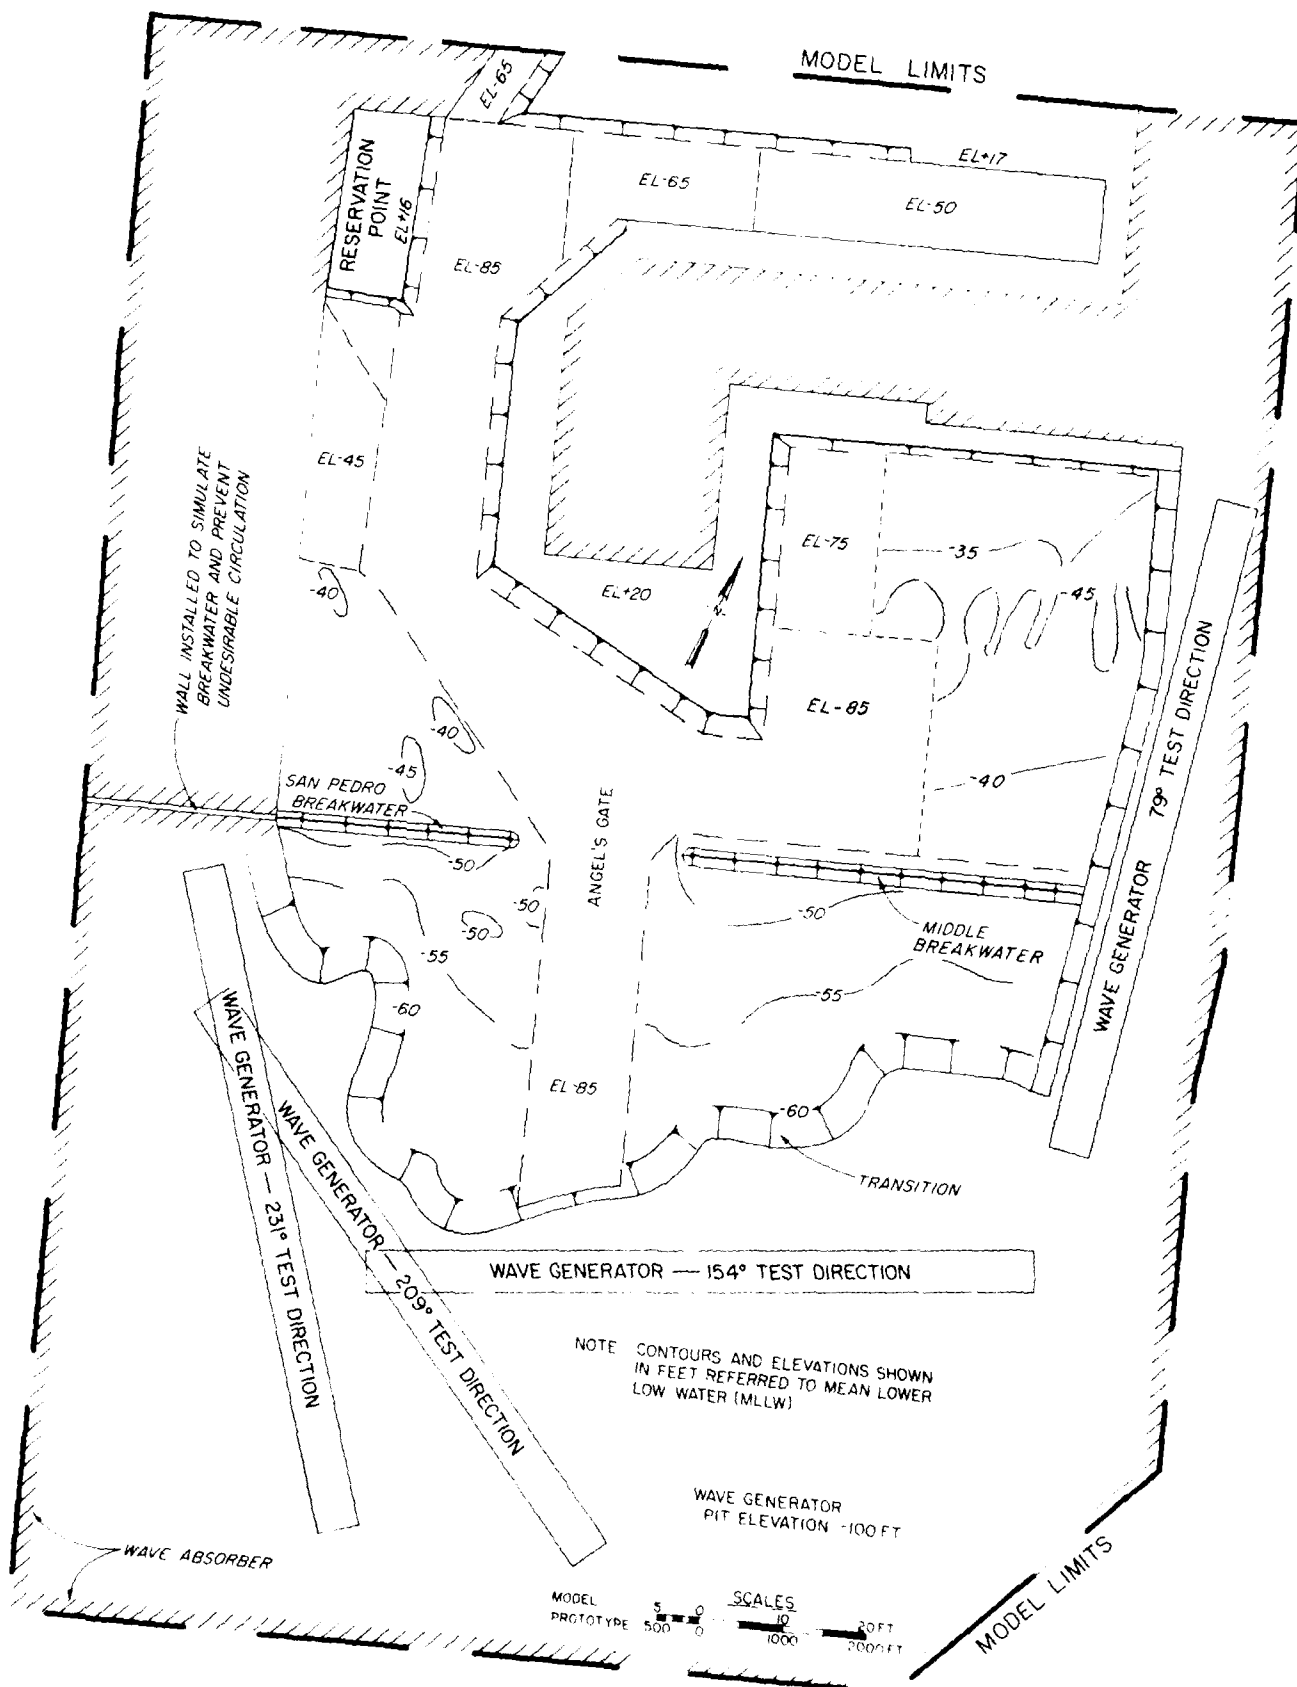 MODEL LIMITS
EL-65
EL+17
RESERVATION
POINT
EL+16
EL-65
EL-50
EL-85
EL-45
WALL INSTALLED TO SIMULATE
BREAKWATER AND PREVENT
UNDESIRABLE CIRCULATION
-40
EL+20
N
EL-75
-35
-45
EL-85
-40
-45
-40
SAN PEDRO
BREAKWATER
-50
ANGEL'S GATE
WAVE GENERATOR 79° TEST DIRECTION
-50
-50
-50
-55
MIDDLE
BREAKWATER
-55
-60
EL-85
-60
TRANSITION
WAVE GENERATOR — 231° TEST DIRECTION
WAVE GENERATOR — 209° TEST DIRECTION
WAVE GENERATOR — 154° TEST DIRECTION
NOTE CONTOURS AND ELEVATIONS SHOWN
IN FEET REFERRED TO MEAN LOWER
LOW WATER (MLLW)
WAVE GENERATOR
PIT ELEVATION -100 FT
WAVE ABSORBER
SCALES
MODEL 5 0 10 20 FT
PROTOTYPE 500 0 1000 2000 FT
MODEL LIMITS